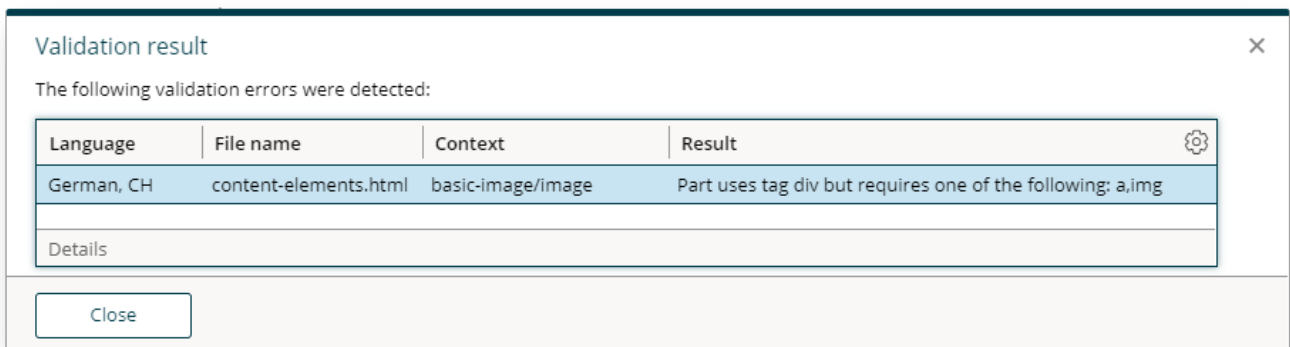 Validation result
The following validation errors were detected:
Language File name Context Result
German, CH content-elements.html basic-image/image Part uses tag div but requires one of the following: a,img
Details
Close